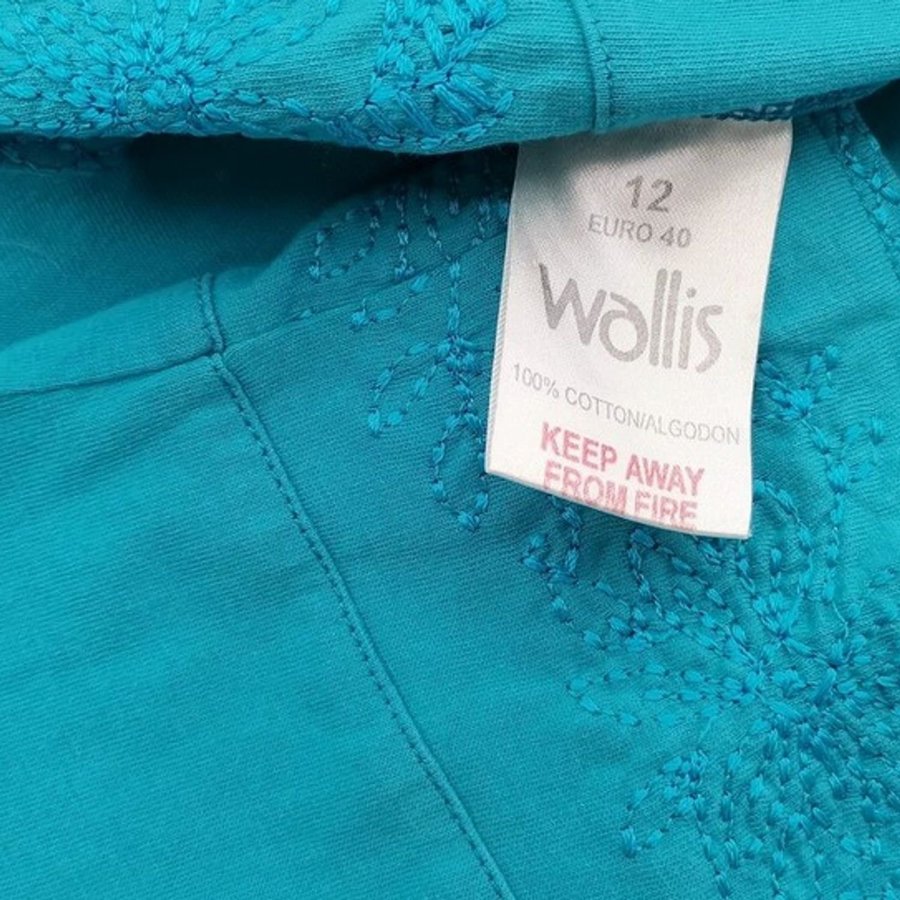 12
EURO 40
Wallis
100% COTTON/ALGODON
KEEP AWAY
FROM FIRE